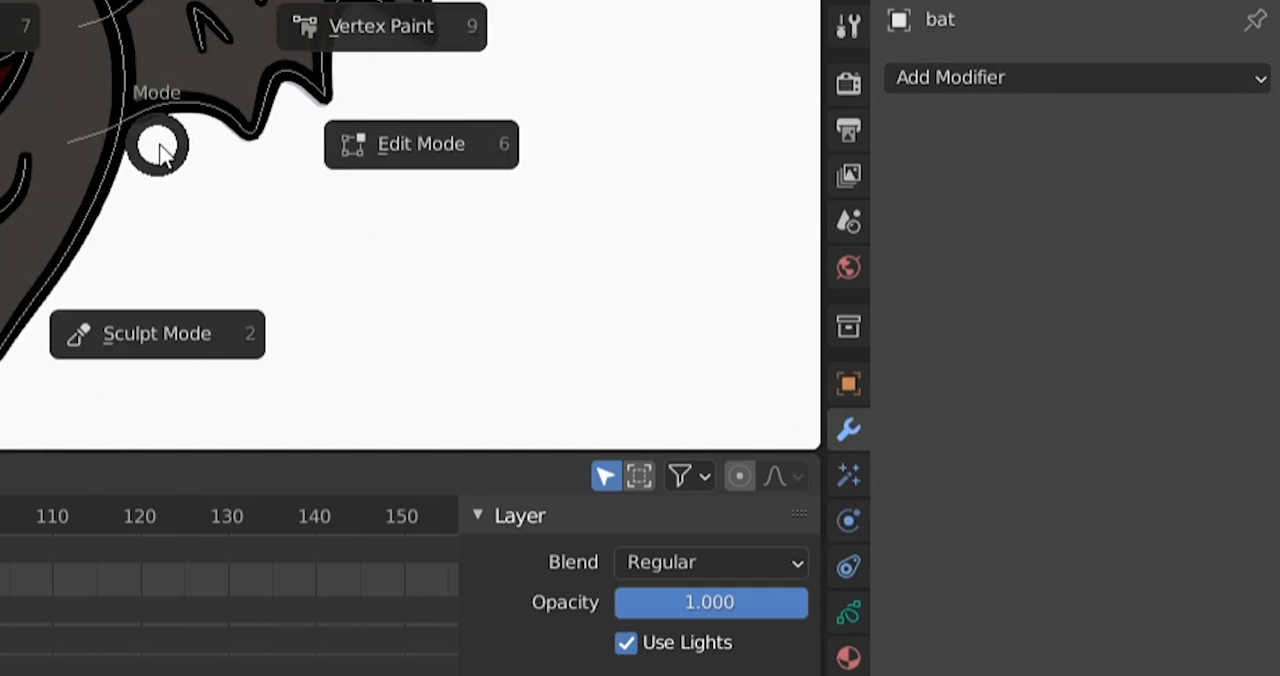 7
Vertex Paint 9
Mode
Edit Mode 6
Sculpt Mode 2
bat
Add Modifier
110 120 130 140 150
Layer
Blend Regular
Opacity 1.000
Use Lights